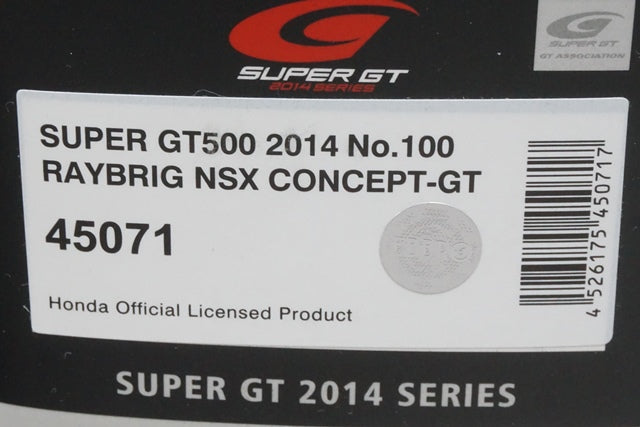 SUPER GT
2014 SERIES
SUPER GT
GT ASSOCIATION
SUPER GT500 2014 No.100
RAYBRIG NSX CONCEPT-GT
45071
Honda Official Licensed Product
4 526175 450717
SUPER GT 2014 SERIES